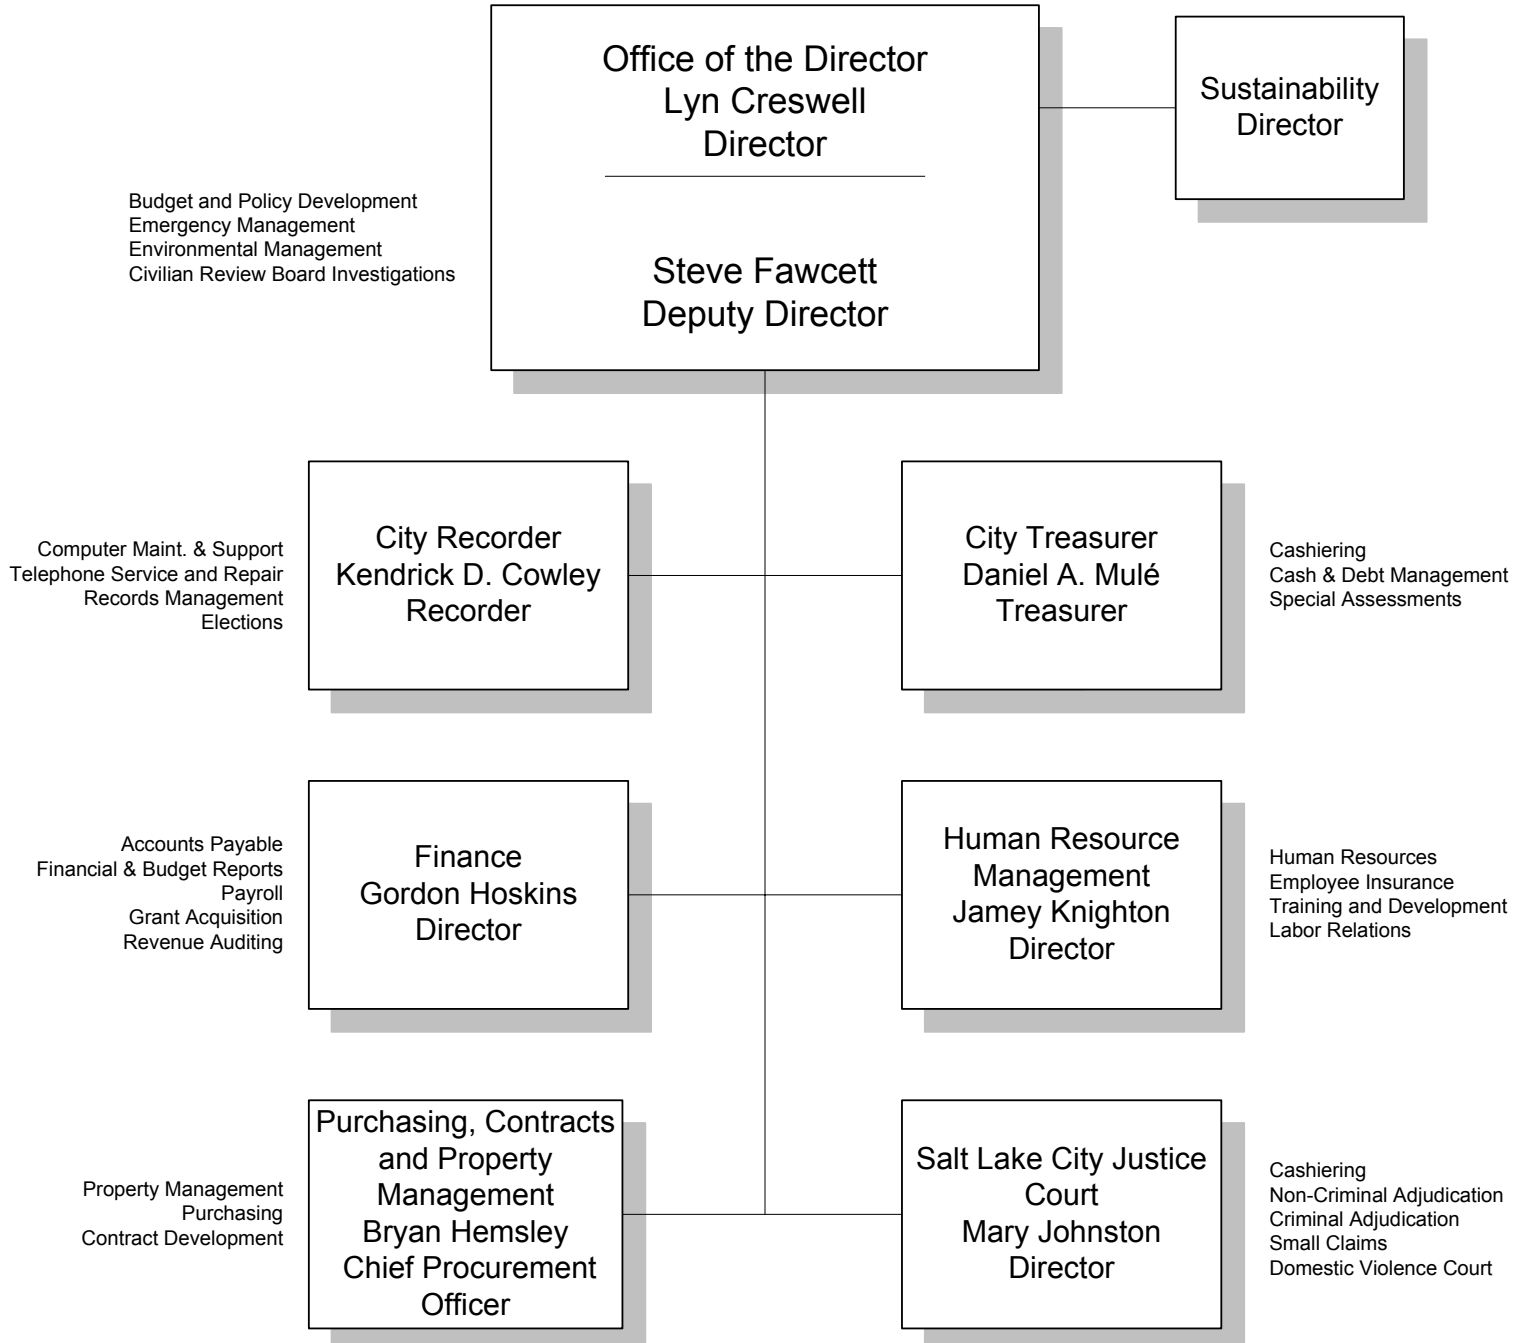 Office of the Director
Lyn Creswell
Director
Steve Fawcett
Deputy Director
Sustainability
Director
Budget and Policy Development
Emergency Management
Environmental Management
Civilian Review Board Investigations
Computer Maint. & Support
Telephone Service and Repair
Records Management
Elections
City Recorder
Kendrick D. Cowley
Recorder
City Treasurer
Daniel A. Mulé
Treasurer
Cashiering
Cash & Debt Management
Special Assessments
Accounts Payable
Financial & Budget Reports
Payroll
Grant Acquisition
Revenue Auditing
Finance
Gordon Hoskins
Director
Human Resource
Management
Jamey Knighton
Director
Human Resources
Employee Insurance
Training and Development
Labor Relations
Property Management
Purchasing
Contract Development
Purchasing, Contracts
and Property
Management
Bryan Hemsley
Chief Procurement
Officer
Salt Lake City Justice
Court
Mary Johnston
Director
Cashiering
Non-Criminal Adjudication
Criminal Adjudication
Small Claims
Domestic Violence Court